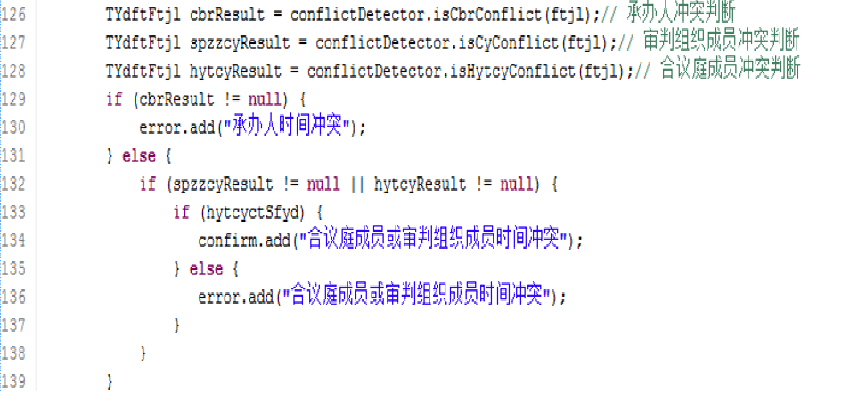 126 TYdftFtjl cbrResult = conflictDetector.isCbrConflict(ftjl);// 承办人冲突判断
127 TYdftFtjl spzzcyResult = conflictDetector.isCyConflict(ftjl);// 审判组织成员冲突判断
128 TYdftFtjl hytcyResult = conflictDetector.isHytcyConflict(ftjl);// 合议庭成员冲突判断
129 if (cbrResult != null) {
130 error.add("承办人时间冲突");
131 } else {
132 if (spzzcyResult != null || hytcyResult != null) {
133 if (hytcyctSfyd) {
134 confirm.add("合议庭成员或审判组织成员时间冲突");
135 } else {
136 error.add("合议庭成员或审判组织成员时间冲突");
137 }
138 }
139 }